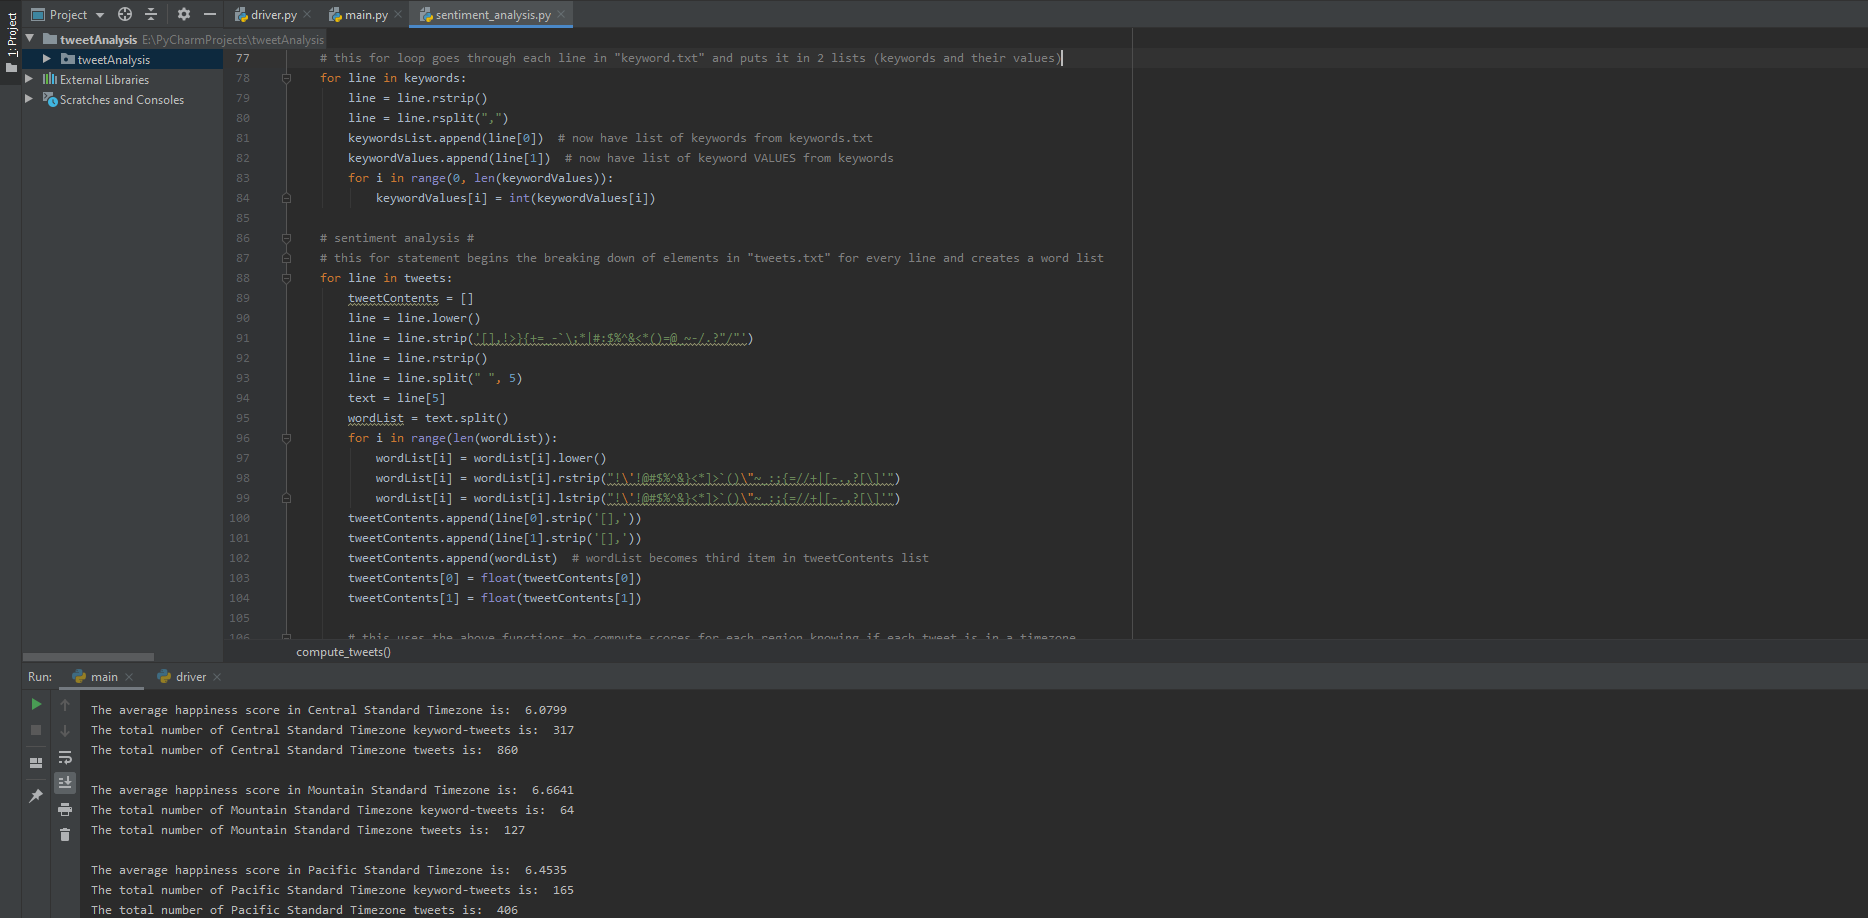 Project
driver.py
main.py
sentiment_analysis.py
1: Project
tweetAnalysis E:\PyCharmProjects\tweetAnalysis
tweetAnalysis
External Libraries
Scratches and Consoles
77 # this for loop goes through each line in "keyword.txt" and puts it in 2 lists (keywords and their values)
78 for line in keywords:
79 line = line.rstrip()
80 line = line.rsplit(",")
81 keywordsList.append(line[0]) # now have list of keywords from keywords.txt
82 keywordValues.append(line[1]) # now have list of keyword VALUES from keywords
83 for i in range(0, len(keywordValues)):
84 keywordValues[i] = int(keywordValues[i])
85
86 # sentiment analysis #
87 # this for statement begins the breaking down of elements in "tweets.txt" for every line and creates a word list
88 for line in tweets:
89 tweetContents = []
90 line = line.lower()
91 line = line.strip('[],!>}{+=_-`\;*|#:$%^&<*()=@_~-/.?"/"')
92 line = line.rstrip()
93 line = line.split(" ", 5)
94 text = line[5]
95 wordList = text.split()
96 for i in range(len(wordList)):
97 wordList[i] = wordList[i].lower()
98 wordList[i] = wordList[i].rstrip("!\'!@#$%^&}<*]>`()\"~_:;{=//+|[-.,?[\]'")
99 wordList[i] = wordList[i].lstrip("!\'!@#$%^&}<*]>`()\"~_:;{=//+|[-.,?[\]'")
100 tweetContents.append(line[0].strip('[],'))
101 tweetContents.append(line[1].strip('[],'))
102 tweetContents.append(wordList) # wordList becomes third item in tweetContents list
103 tweetContents[0] = float(tweetContents[0])
104 tweetContents[1] = float(tweetContents[1])
105
106 # this uses the above functions to compute scores for each region knowing if each tweet is in a timezone
compute_tweets()
Run: main driver
The average happiness score in Central Standard Timezone is: 6.0799
The total number of Central Standard Timezone keyword-tweets is: 317
The total number of Central Standard Timezone tweets is: 860
The average happiness score in Mountain Standard Timezone is: 6.6641
The total number of Mountain Standard Timezone keyword-tweets is: 64
The total number of Mountain Standard Timezone tweets is: 127
The average happiness score in Pacific Standard Timezone is: 6.4535
The total number of Pacific Standard Timezone keyword-tweets is: 165
The total number of Pacific Standard Timezone tweets is: 406